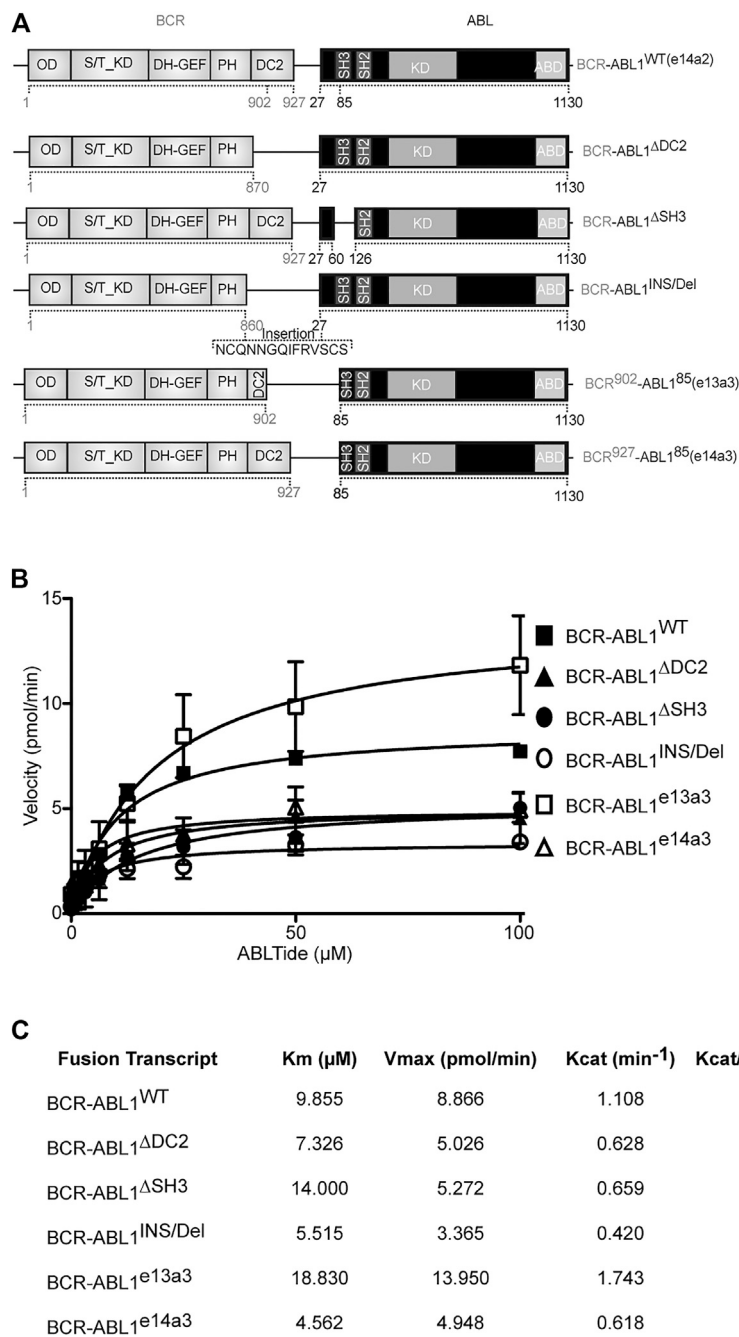 A
BCR ABL
OD S/T_KD DH-GEF PH DC2 SH3 SH2 KD ABD BCR-ABL1WT(e14a2)
1 902 927 27 85 1130
OD S/T_KD DH-GEF PH SH3 SH2 KD ABD BCR-ABL1ΔDC2
1 870 27 1130
OD S/T_KD DH-GEF PH DC2 SH2 KD ABD BCR-ABL1ΔSH3
1 927 27 60 126 1130
OD S/T_KD DH-GEF PH SH3 SH2 KD ABD BCR-ABL1INS/Del
1 860 27 1130
Insertion
NCQNNGQIFRVSCS
OD S/T_KD DH-GEF PH DC2 SH3 SH2 KD ABD BCR902-ABL185(e13a3)
1 902 85 1130
OD S/T_KD DH-GEF PH DC2 SH3 SH2 KD ABD BCR927-ABL185(e14a3)
1 927 85 1130
B
Velocity (pmol/min)
15
10
5
0
0 50 100
ABLTide (µM)
BCR-ABL1WT
BCR-ABL1ΔDC2
BCR-ABL1ΔSH3
BCR-ABL1INS/Del
BCR-ABL1e13a3
BCR-ABL1e14a3
C
Fusion Transcript Km (µM) Vmax (pmol/min) Kcat (min-1) Kcat/
BCR-ABL1WT 9.855 8.866 1.108
BCR-ABL1ΔDC2 7.326 5.026 0.628
BCR-ABL1ΔSH3 14.000 5.272 0.659
BCR-ABL1INS/Del 5.515 3.365 0.420
BCR-ABL1e13a3 18.830 13.950 1.743
BCR-ABL1e14a3 4.562 4.948 0.618